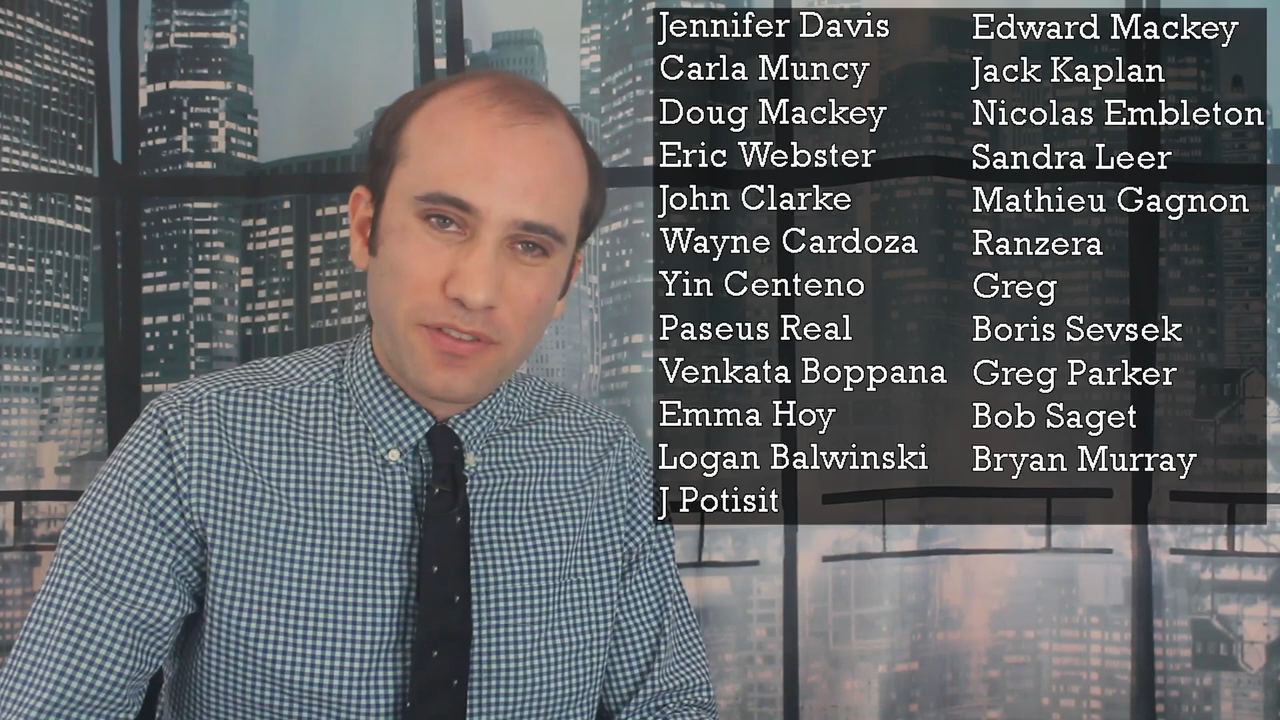 Jennifer Davis
Carla Muncy
Doug Mackey
Eric Webster
John Clarke
Wayne Cardoza
Yin Centeno
Paseus Real
Venkata Boppana
Emma Hoy
Logan Balwinski
J Potisit
Edward Mackey
Jack Kaplan
Nicolas Embleton
Sandra Leer
Mathieu Gagnon
Ranzera
Greg
Boris Sevsek
Greg Parker
Bob Saget
Bryan Murray